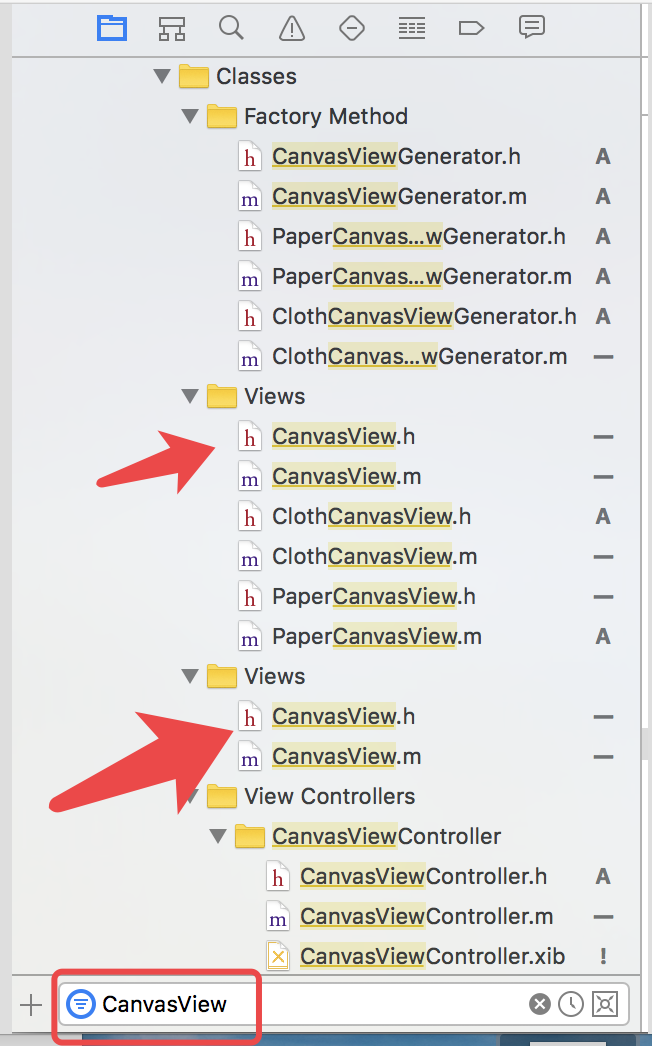 Classes
Factory Method
h CanvasViewGenerator.h A
m CanvasViewGenerator.m A
h PaperCanvas...wGenerator.h A
m PaperCanvas...wGenerator.m A
h ClothCanvasViewGenerator.h A
m ClothCanvas...wGenerator.m —
Views
h CanvasView.h —
m CanvasView.m —
h ClothCanvasView.h A
m ClothCanvasView.m —
h PaperCanvasView.h —
m PaperCanvasView.m A
Views
h CanvasView.h —
m CanvasView.m —
View Controllers
CanvasViewController
h CanvasViewController.h A
m CanvasViewController.m —
CanvasViewController.xib !
CanvasView